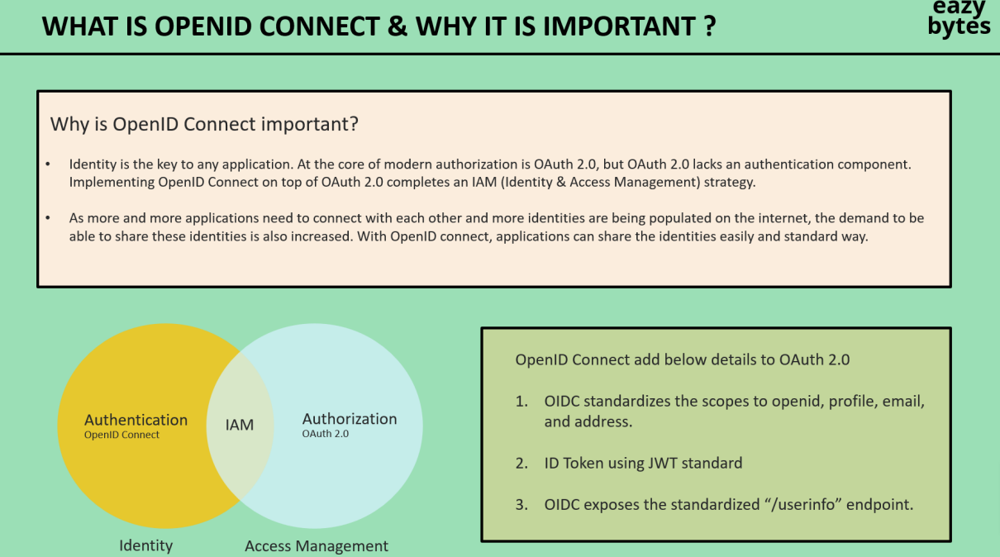 WHAT IS OPENID CONNECT & WHY IT IS IMPORTANT ?
eazy
bytes
Why is OpenID Connect important?
• Identity is the key to any application. At the core of modern authorization is OAuth 2.0, but OAuth 2.0 lacks an authentication component.
Implementing OpenID Connect on top of OAuth 2.0 completes an IAM (Identity & Access Management) strategy.
• As more and more applications need to connect with each other and more identities are being populated on the internet, the demand to be
able to share these identities is also increased. With OpenID connect, applications can share the identities easily and standard way.
Authentication
OpenID Connect
IAM
Authorization
OAuth 2.0
Identity
Access Management
OpenID Connect add below details to OAuth 2.0
1. OIDC standardizes the scopes to openid, profile, email,
and address.
2. ID Token using JWT standard
3. OIDC exposes the standardized “/userinfo” endpoint.